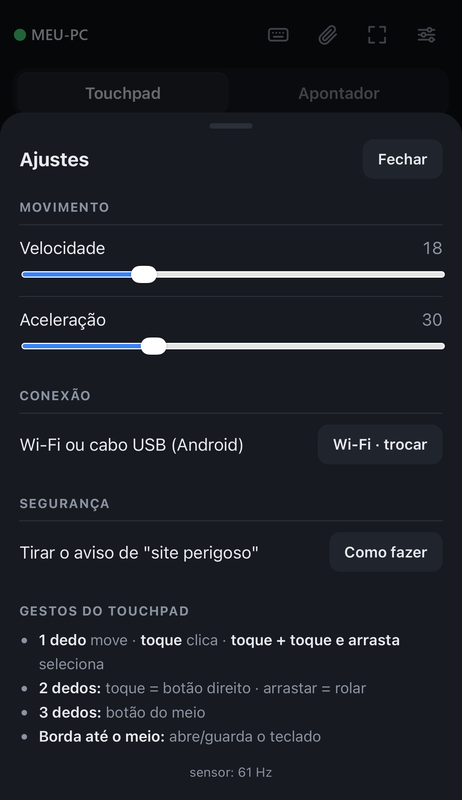 MEU-PC
Touchpad
Apontador
Ajustes
Fechar
MOVIMENTO
Velocidade 18
Aceleração 30
CONEXÃO
Wi-Fi ou cabo USB (Android) Wi-Fi · trocar
SEGURANÇA
Tirar o aviso de "site perigoso" Como fazer
GESTOS DO TOUCHPAD
• 1 dedo move · toque clica · toque + toque e arrasta
seleciona
• 2 dedos: toque = botão direito · arrastar = rolar
• 3 dedos: botão do meio
• Borda até o meio: abre/guarda o teclado
sensor: 61 Hz